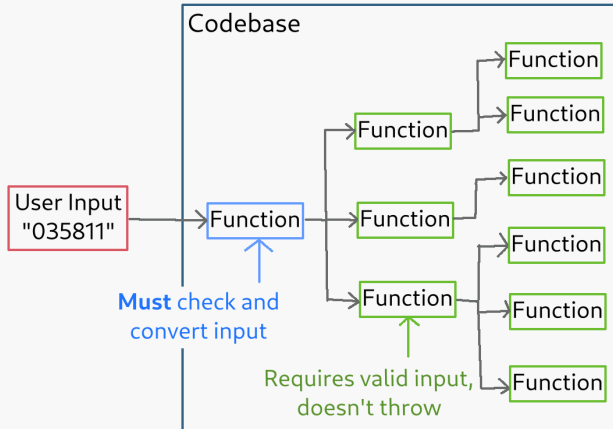 Codebase
Function
Function
Function
Function
User Input
"035811"
Function
Function
Function
Function
Function
Must check and
convert input
Function
Requires valid input,
doesn't throw
Function